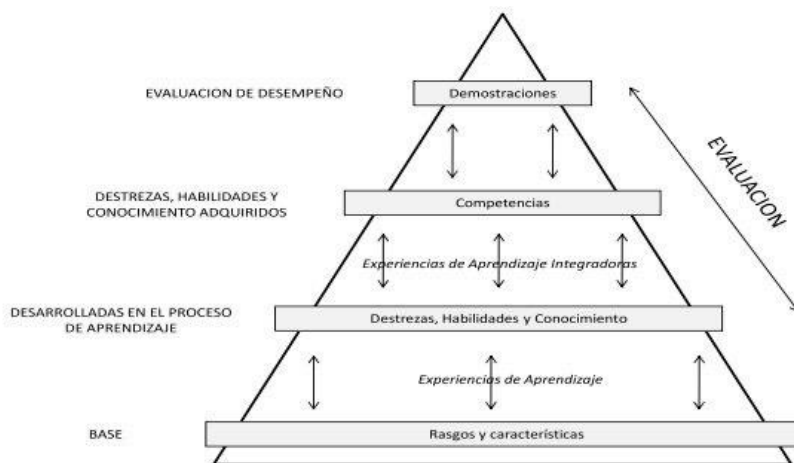 EVALUACION DE DESEMPEÑO
Demostraciones
EVALUACION
DESTREZAS, HABILIDADES Y
CONOCIMIENTO ADQUIRIDOS
Competencias
Experiencias de Aprendizaje Integradoras
DESARROLLADAS EN EL PROCESO
DE APRENDIZAJE
Destrezas, Habilidades y Conocimiento
Experiencias de Aprendizaje
BASE
Rasgos y características